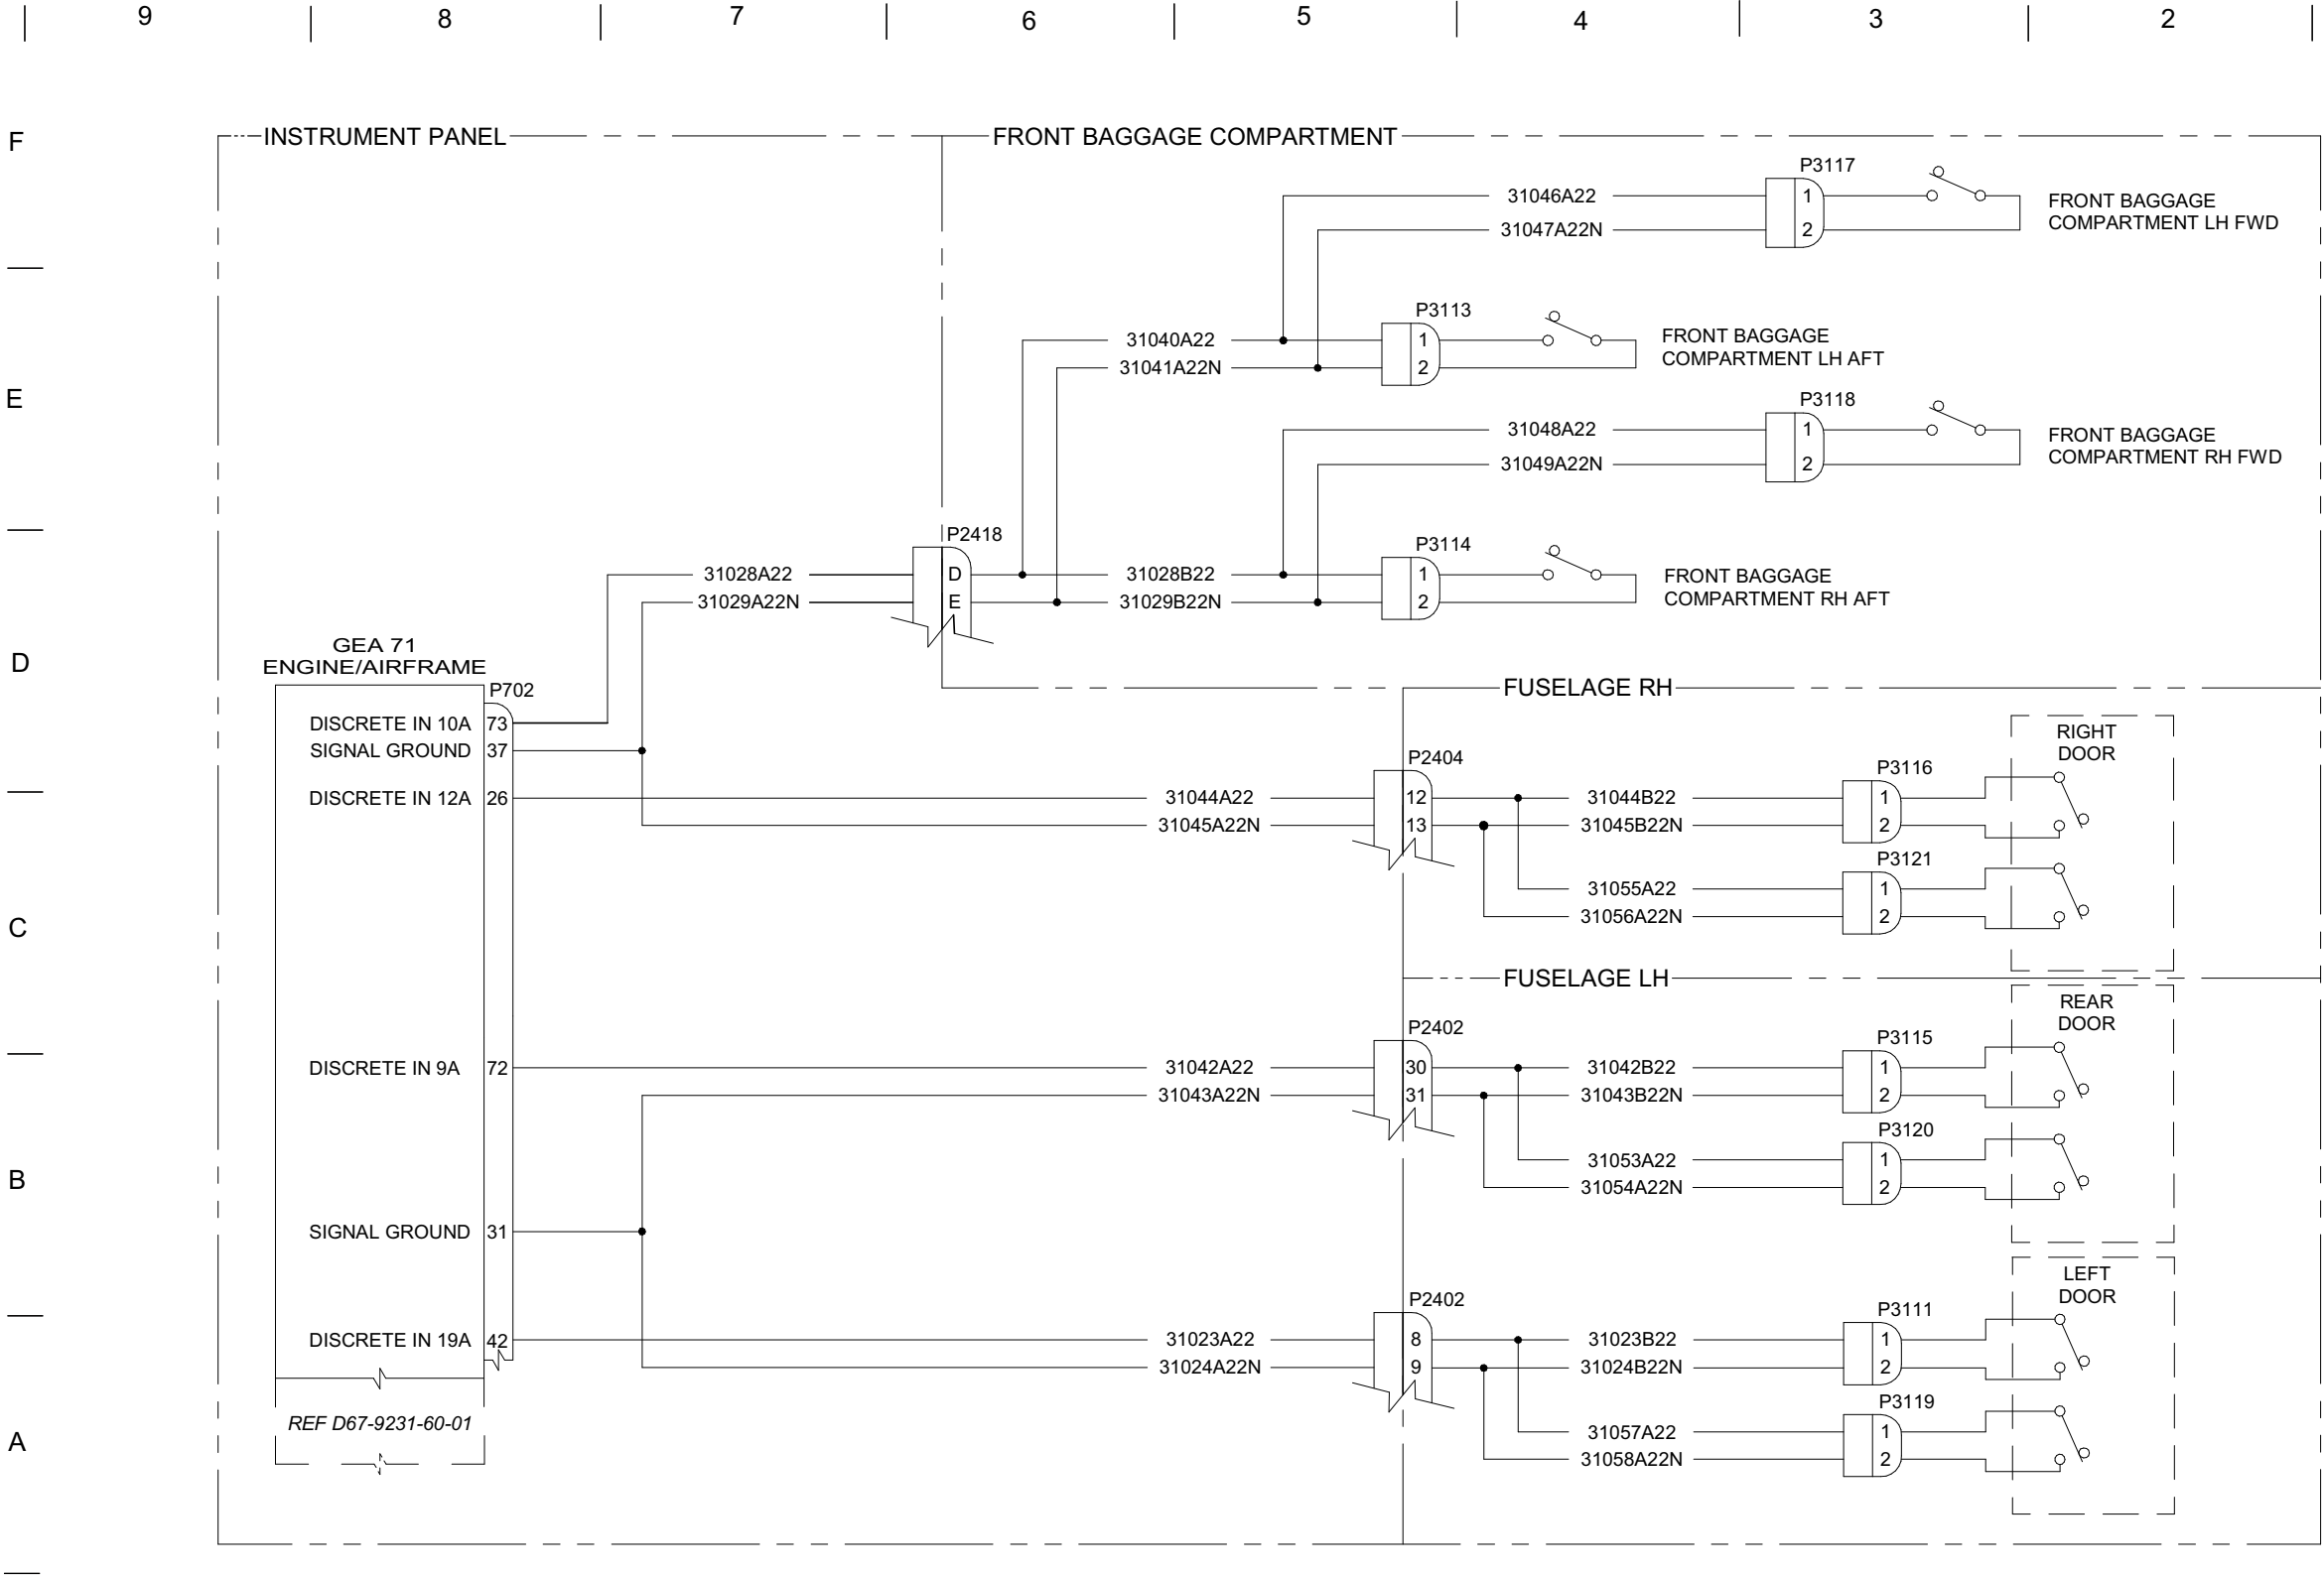 9 8 7 6 5 4 3 2
F
INSTRUMENT PANEL
FRONT BAGGAGE COMPARTMENT
P3117
31046A22
1
31047A22N
2
FRONT BAGGAGE
COMPARTMENT LH FWD
P3113
31040A22
1
31041A22N
2
FRONT BAGGAGE
COMPARTMENT LH AFT
E
P3118
31048A22
1
31049A22N
2
FRONT BAGGAGE
COMPARTMENT RH FWD
P2418
31028A22
D
31028B22
31029A22N
E
31029B22N
P3114
1
2
FRONT BAGGAGE
COMPARTMENT RH AFT
D
GEA 71
ENGINE/AIRFRAME
P702
DISCRETE IN 10A
73
SIGNAL GROUND
37
DISCRETE IN 12A
26
FUSELAGE RH
P2404
31044A22
12
31044B22
31045A22N
13
31045B22N
P3116
1
2
RIGHT
DOOR
P3121
31055A22
1
31056A22N
2
C
FUSELAGE LH
DISCRETE IN 9A
72
P2402
31042A22
30
31042B22
31043A22N
31
31043B22N
P3115
1
2
REAR
DOOR
P3120
31053A22
1
31054A22N
2
B
SIGNAL GROUND
31
DISCRETE IN 19A
42
P2402
31023A22
8
31023B22
31024A22N
9
31024B22N
P3111
1
2
LEFT
DOOR
P3119
31057A22
1
31058A22N
2
REF D67-9231-60-01
A